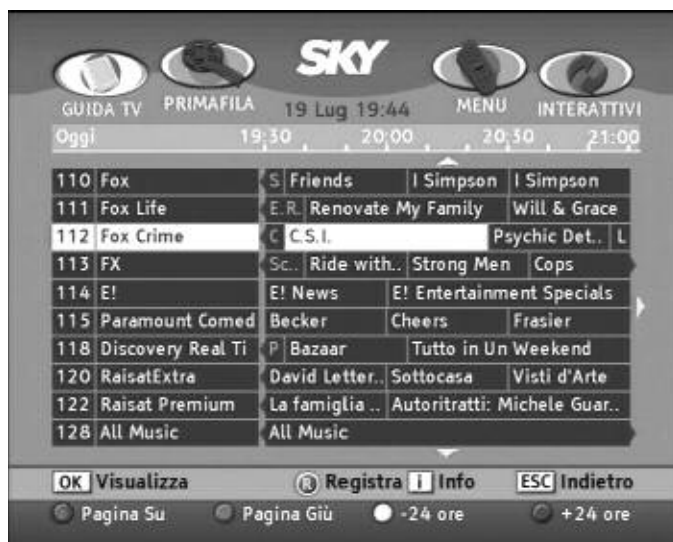 SKY
GUIDA TV PRIMAFILA 19 Lug 19:44 MENU INTERATTIVI
Oggi 19:30 20:00 20:30 21:00
110 Fox S Friends I Simpson I Simpson
111 Fox Life E.R. Renovate My Family Will & Grace
112 Fox Crime C C.S.I. Psychic Det.. L
113 FX Sc.. Ride with.. Strong Men Cops
114 E! E! News E! Entertainment Specials
115 Paramount Comed Becker Cheers Frasier
118 Discovery Real Ti P Bazaar Tutto in Un Weekend
120 RaisatExtra David Letter.. Sottocasa Visti d'Arte
122 Raisat Premium La famiglia .. Autoritratti: Michele Guar..
128 All Music All Music
OK Visualizza R Registra i Info ESC Indietro
Pagina Su Pagina Giù -24 ore +24 ore